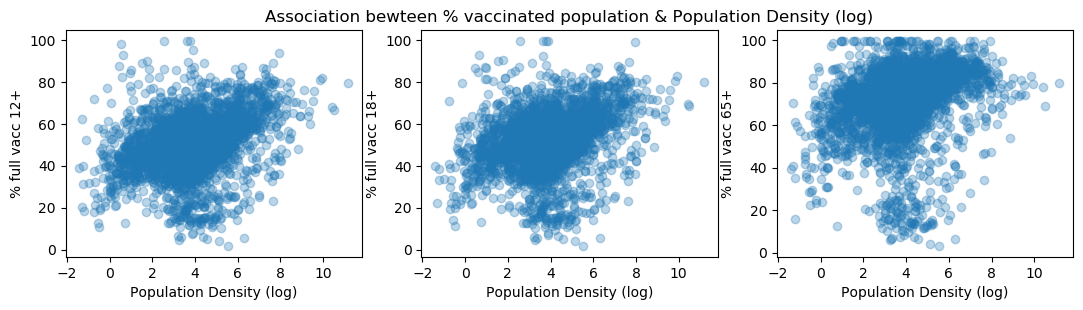 Association bewteen % vaccinated population & Population Density (log)
% full vacc 12+
100
80
60
40
20
0
−2 0 2 4 6 8 10
Population Density (log)
% full vacc 18+
100
80
60
40
20
0
−2 0 2 4 6 8 10
Population Density (log)
% full vacc 65+
100
80
60
40
20
0
−2 0 2 4 6 8 10
Population Density (log)